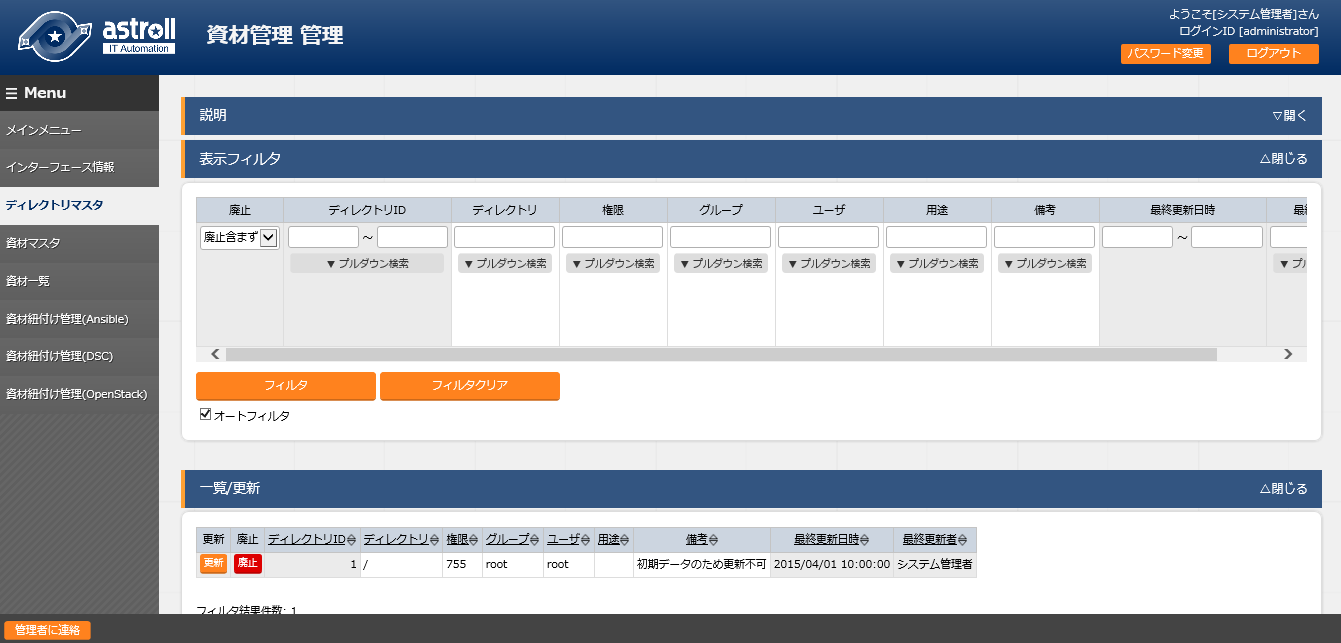 astroll
IT Automation
資材管理 管理
ようこそ[システム管理者]さん
ログインID [administrator]
パスワード変更 ログアウト
Menu
メインメニュー
インターフェース情報
ディレクトリマスタ
資材マスタ
資材一覧
資材紐付け管理(Ansible)
資材紐付け管理(DSC)
資材紐付け管理(OpenStack)
説明 ▽開く
表示フィルタ △閉じる
廃止 ディレクトリID ディレクトリ 権限 グループ ユーザ 用途 備考 最終更新日時
廃止含まず ～ ～
▼プルダウン検索 ▼プルダウン検索 ▼プルダウン検索 ▼プルダウン検索 ▼プルダウン検索 ▼プルダウン検索 ▼プルダウン検索
フィルタ フィルタクリア
オートフィルタ
一覧/更新 △閉じる
更新 廃止 ディレクトリID ディレクトリ 権限 グループ ユーザ 用途 備考 最終更新日時 最終更新者
更新 廃止 1 / 755 root root 初期データのため更新不可 2015/04/01 10:00:00 システム管理者
フィルタ結果件数: 1
管理者に連絡